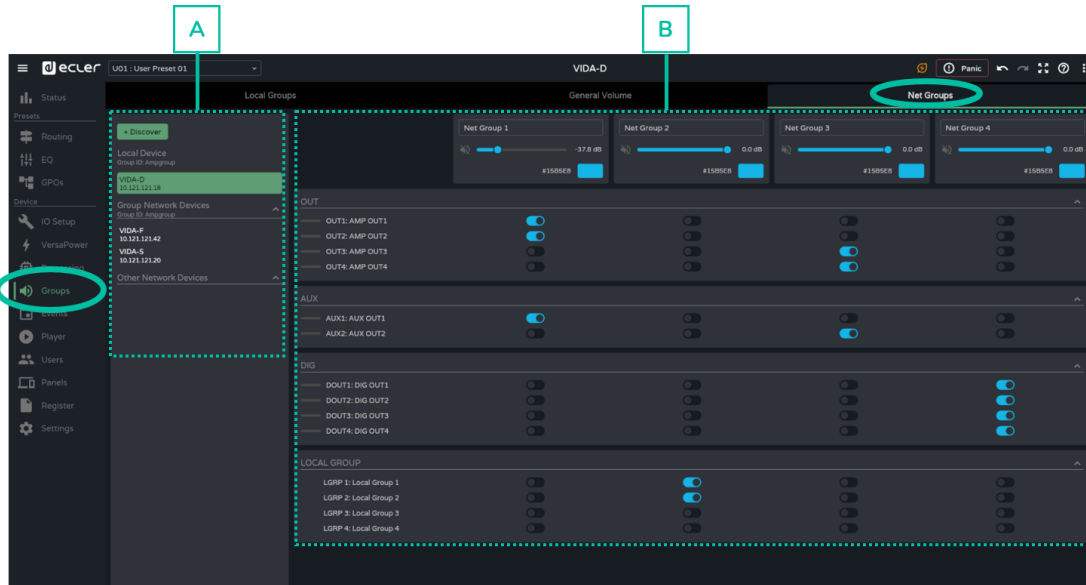 A
B
ecler
U01 : User Preset 01
VIDA-D
Panic
Status
Presets
Routing
EQ
GPOs
Device
IO Setup
VersaPower
Groups
Events
Player
Users
Panels
Register
Settings
Local Groups
General Volume
Net Groups
+ Discover
Local Device
Group ID: Ampgroup
VIDA-D
10.121.121.18
Group Network Devices
Group ID: Ampgroup
VIDA-F
10.121.121.42
VIDA-S
10.121.121.20
Other Network Devices
Net Group 1
Net Group 2
Net Group 3
Net Group 4
-37.8 dB
0.0 dB
0.0 dB
0.0 dB
#15B5E8
#15B5E8
#15B5E8
#15B5E8
OUT
OUT1: AMP OUT1
OUT2: AMP OUT2
OUT3: AMP OUT3
OUT4: AMP OUT4
AUX
AUX1: AUX OUT1
AUX2: AUX OUT2
DIG
DOUT1: DIG OUT1
DOUT2: DIG OUT2
DOUT3: DIG OUT3
DOUT4: DIG OUT4
LOCAL GROUP
LGRP 1: Local Group 1
LGRP 2: Local Group 2
LGRP 3: Local Group 3
LGRP 4: Local Group 4